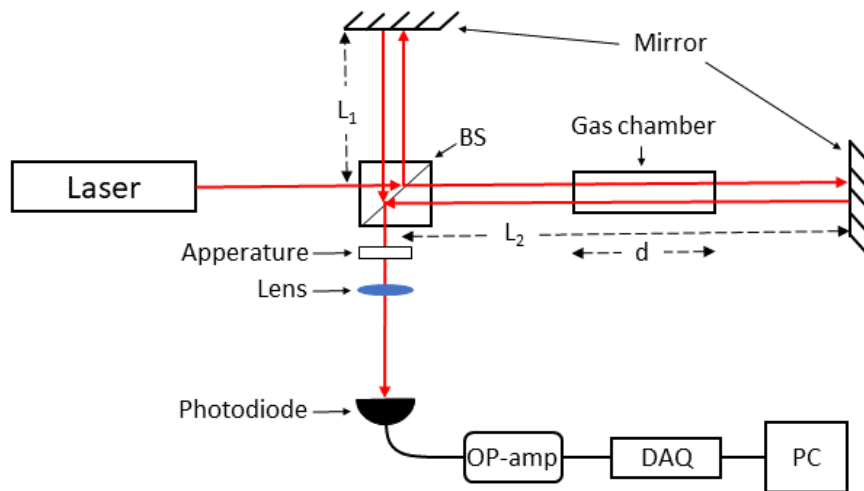 Mirror
L1
BS
Gas chamber
Laser
L2
d
Apperature
Lens
Photodiode
OP-amp
DAQ
PC